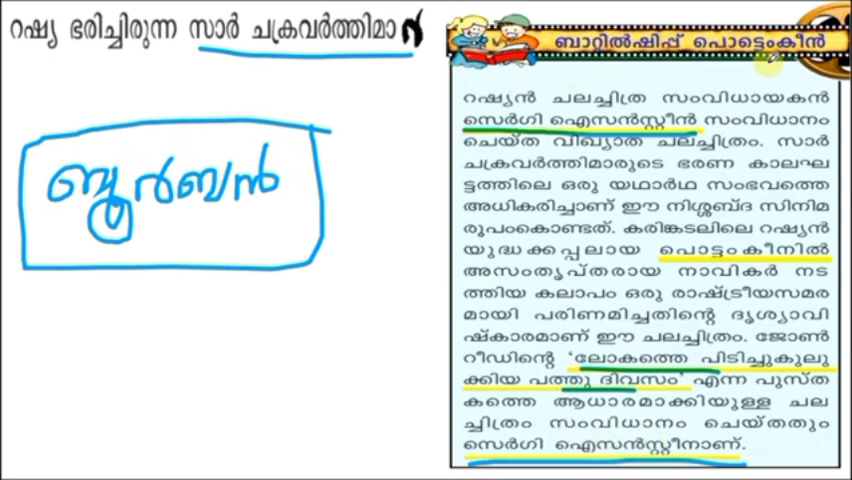 റഷ്യ ഭരിച്ചിരുന്ന സാർ ചക്രവർത്തിമാർ
ബൂർബൻ
ബാറ്റിൽഷിപ്പ് പൊട്ടെംകീൻ
റഷ്യൻ ചലച്ചിത്ര സംവിധായകൻ
സെർഗി ഐസൻസ്റ്റീൻ സംവിധാനം
ചെയ്ത വിഖ്യാത ചലച്ചിത്രം. സാർ
ചക്രവർത്തിമാരുടെ ഭരണ കാലഘ
ട്ടത്തിലെ ഒരു യഥാർഥ സംഭവത്തെ
അധികരിച്ചാണ് ഈ നിശ്ശബ്ദ സിനിമ
രൂപംകൊണ്ടത്. കരിങ്കടലിലെ റഷ്യൻ
യുദ്ധക്കപ്പലായ പൊട്ടംകീനിൽ
അസംതൃപ്തരായ നാവികർ നട
ത്തിയ കലാപം ഒരു രാഷ്ട്രീയസമര
മായി പരിണമിച്ചതിന്റെ ദൃശ്യാവി
ഷ്കാരമാണ് ഈ ചലച്ചിത്രം. ജോൺ
റീഡിന്റെ 'ലോകത്തെ പിടിച്ചുകുലു
ക്കിയ പത്തു ദിവസം' എന്ന പുസ്ത
കത്തെ ആധാരമാക്കിയുള്ള ചല
ച്ചിത്രം സംവിധാനം ചെയ്തതും
സെർഗി ഐസൻസ്റ്റീനാണ്.